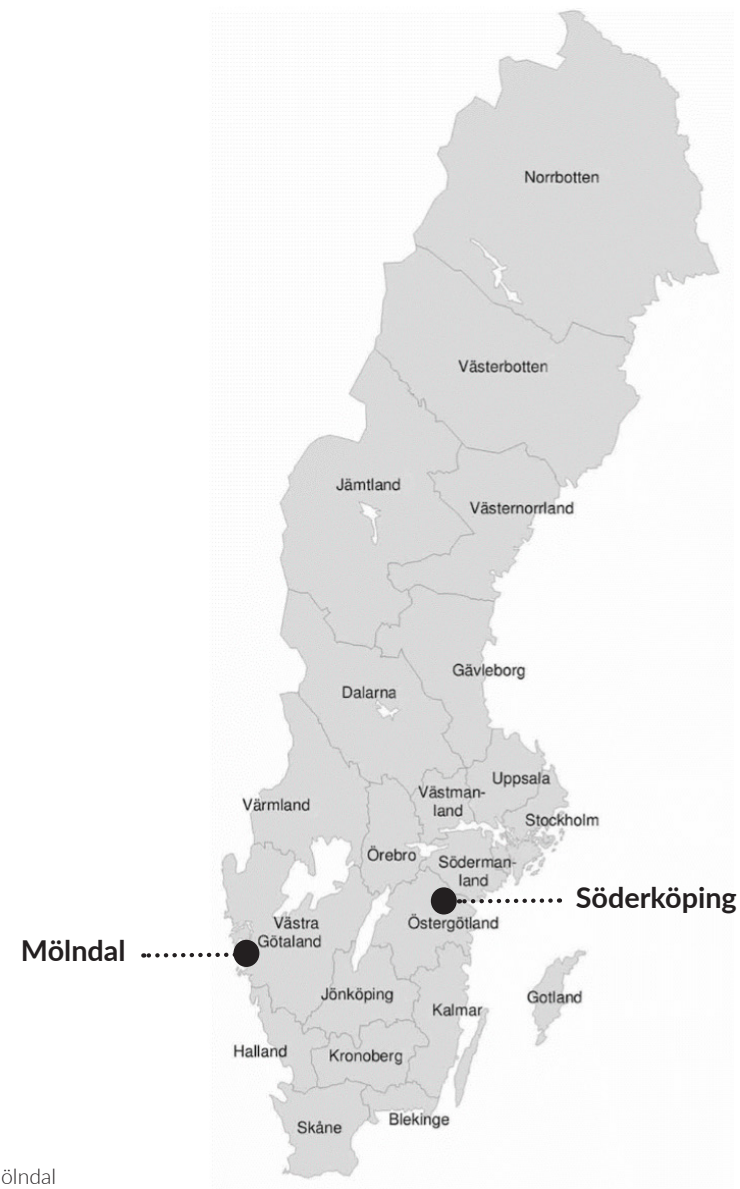 Norrbotten
Västerbotten
Jämtland
Västernorrland
Gävleborg
Dalarna
Uppsala
Västman-
land
Värmland
Stockholm
Örebro
Söderman-
land
Söderköping
Västra
Götaland
Östergötland
Mölndal
Jönköping
Gotland
Kalmar
Halland
Kronoberg
Blekinge
Skåne
ölndal